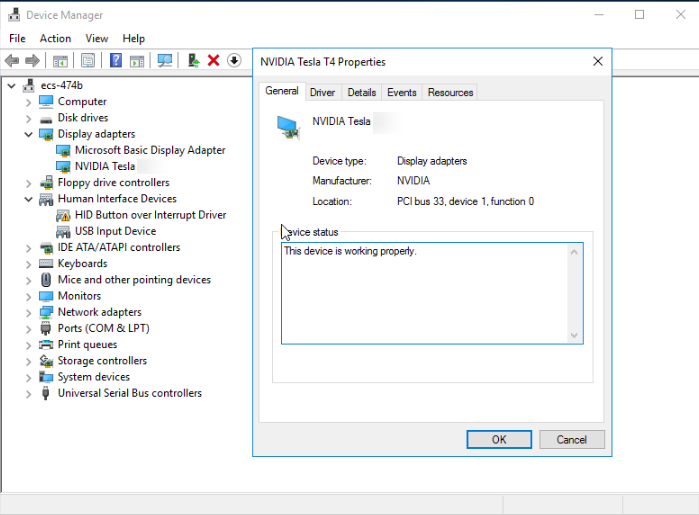 Device Manager
File Action View Help
ecs-474b
Computer
Disk drives
Display adapters
Microsoft Basic Display Adapter
NVIDIA Tesla
Floppy drive controllers
Human Interface Devices
HID Button over Interrupt Driver
USB Input Device
IDE ATA/ATAPI controllers
Keyboards
Mice and other pointing devices
Monitors
Network adapters
Ports (COM & LPT)
Print queues
Storage controllers
System devices
Universal Serial Bus controllers
NVIDIA Tesla T4 Properties
General Driver Details Events Resources
NVIDIA Tesla
Device type: Display adapters
Manufacturer: NVIDIA
Location: PCI bus 33, device 1, function 0
Device status
This device is working properly.
OK Cancel